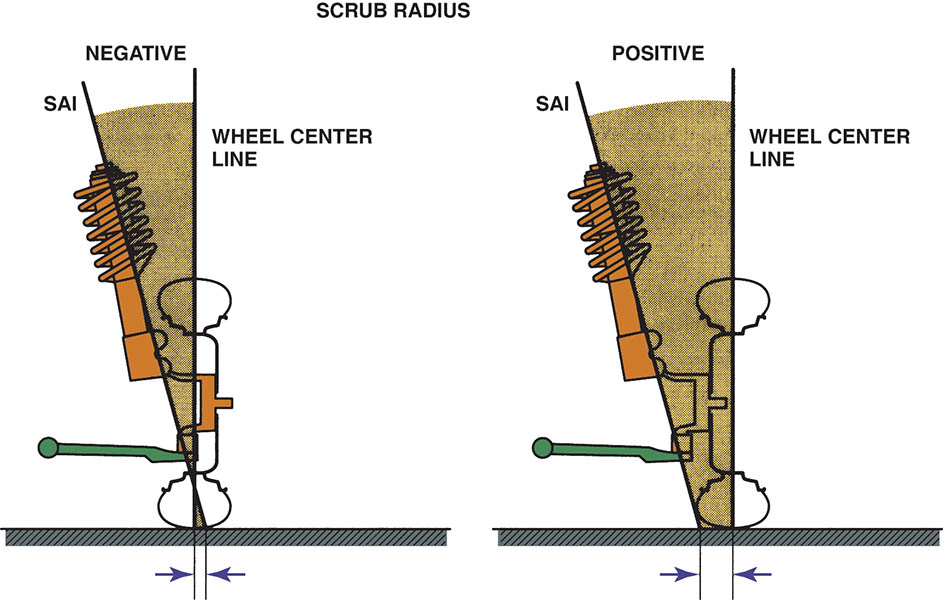 SCRUB RADIUS
NEGATIVE
SAI
WHEEL CENTER
LINE
POSITIVE
SAI
WHEEL CENTER
LINE